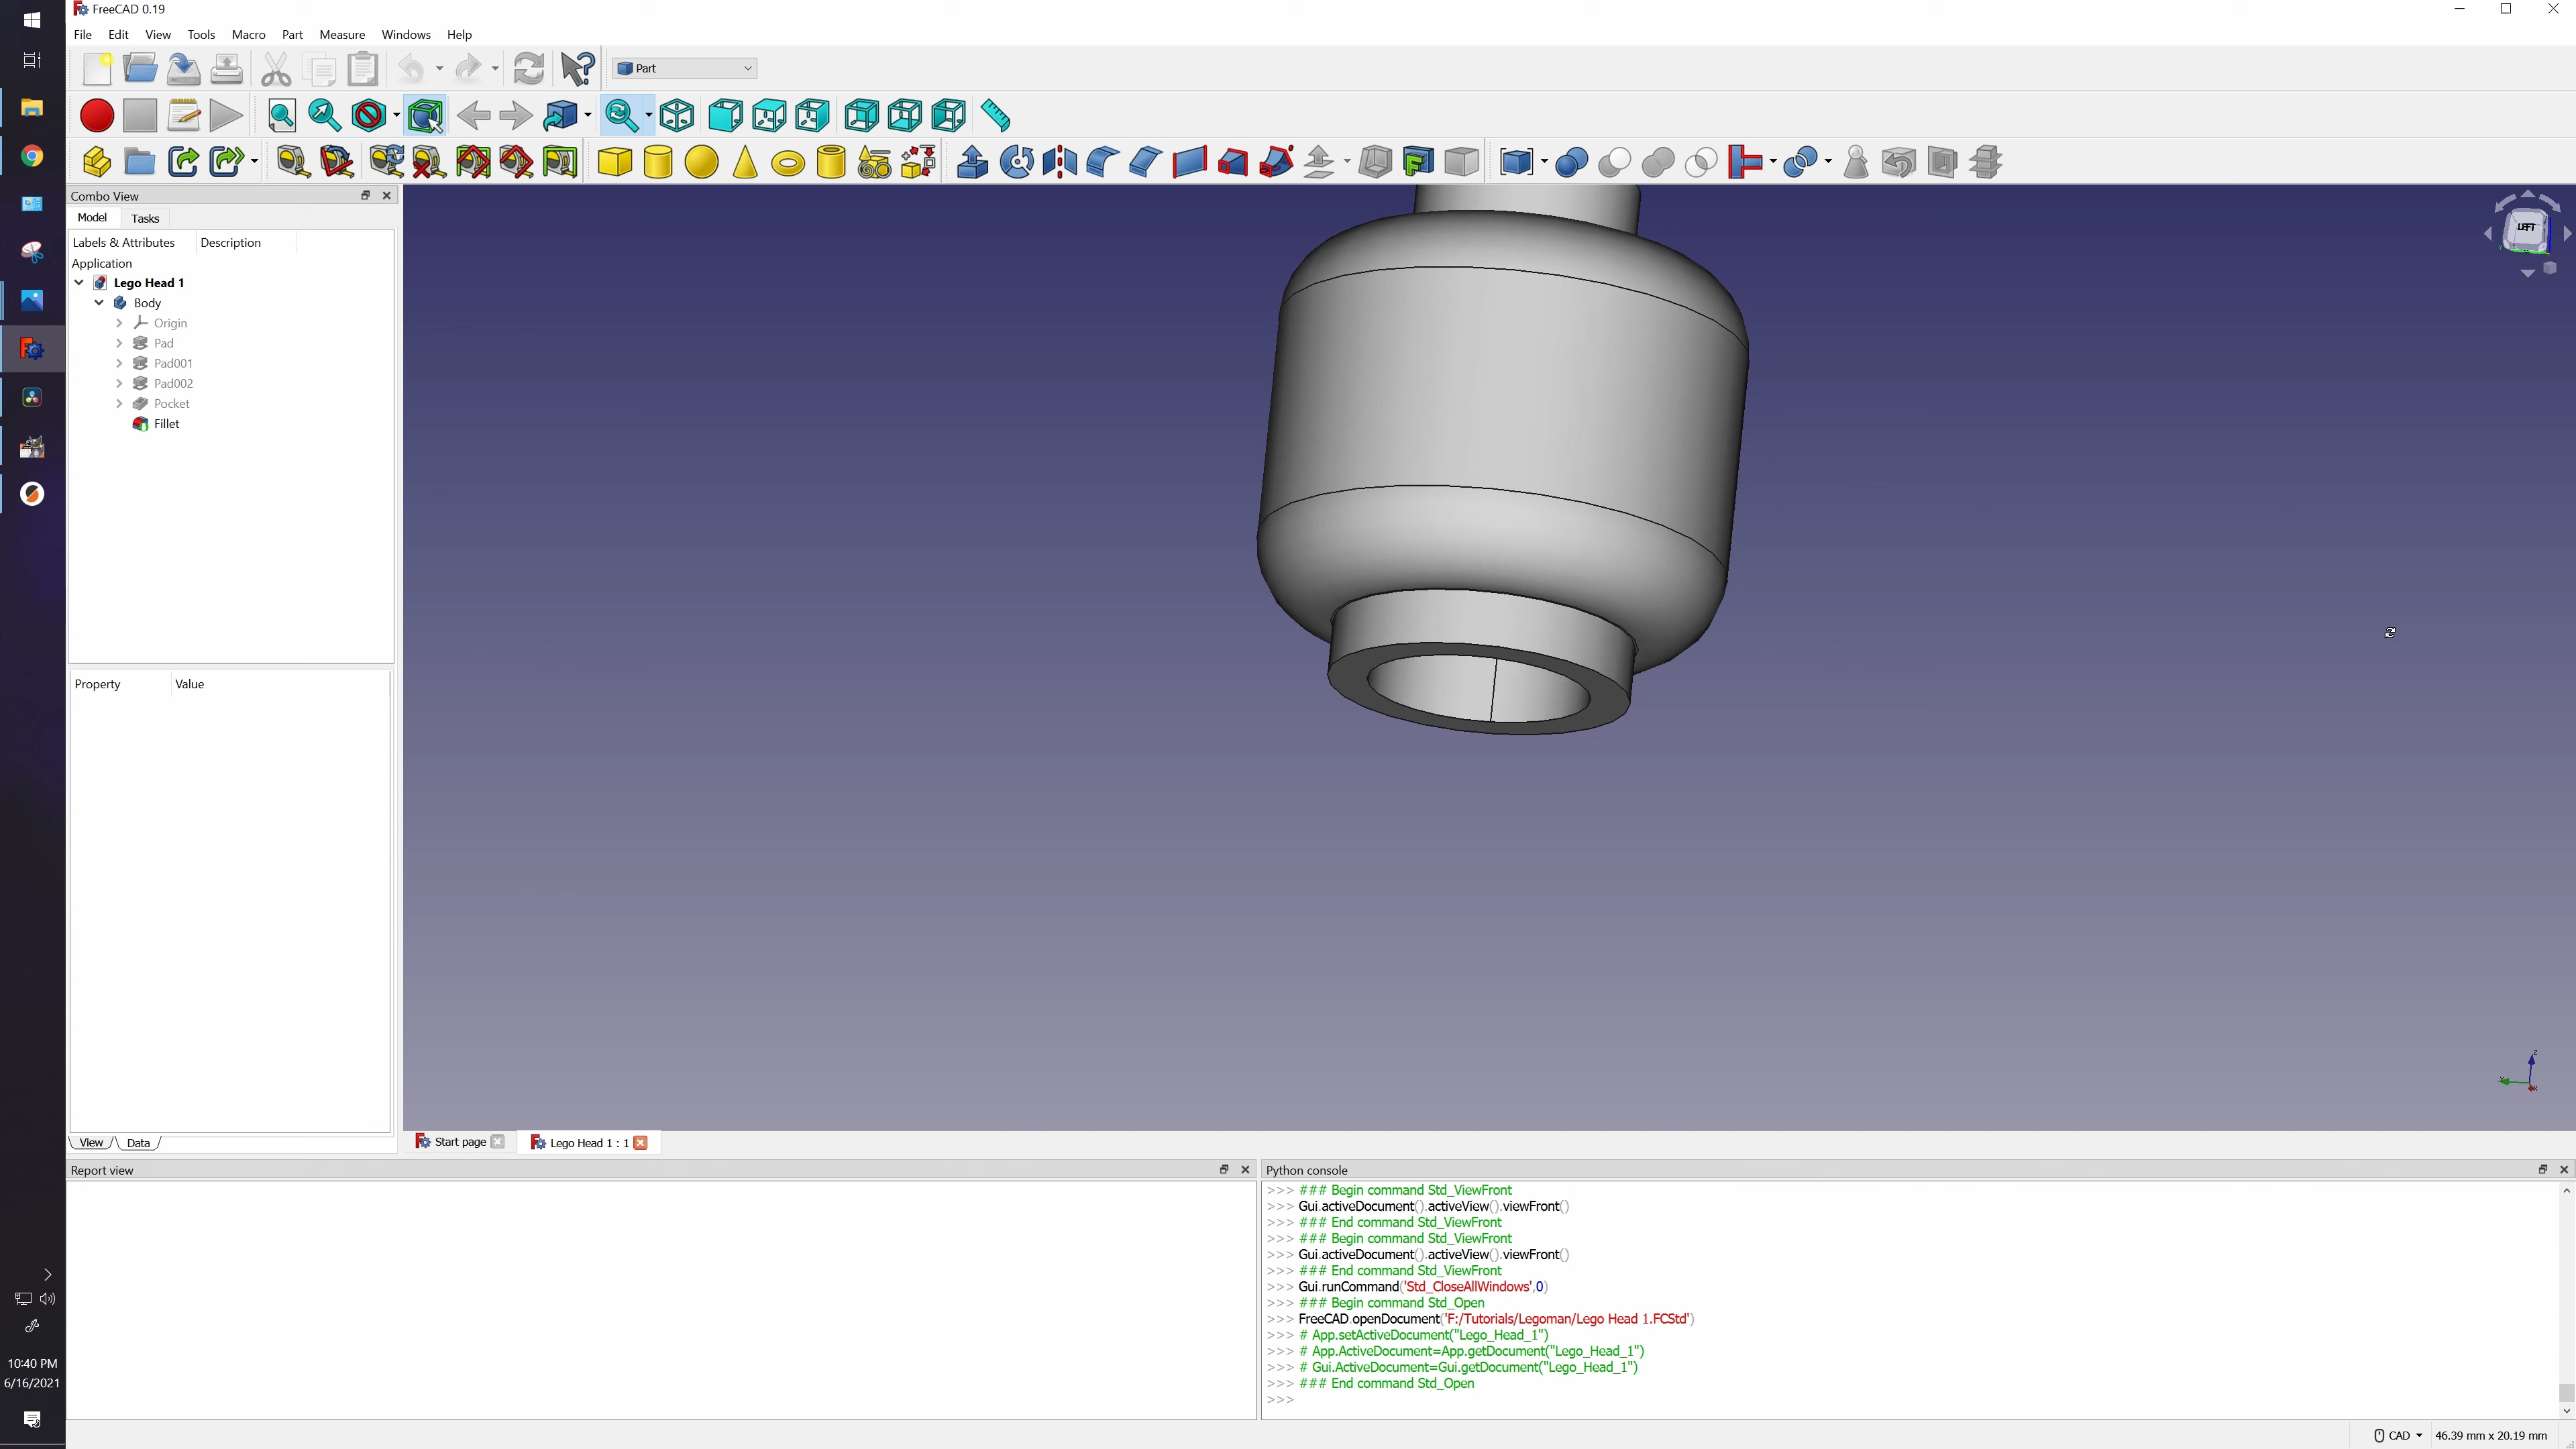 FreeCAD 0.19
File Edit View Tools Macro Part Measure Windows Help
Part
Combo View
Model Tasks
Labels & Attributes Description
Application
Lego Head 1
Body
Origin
Pad
Pad001
Pad002
Pocket
Fillet
LEFT
Property Value
Z
Y
View Data
Start page Lego Head 1 : 1
Report view
Python console
>>> ### Begin command Std_ViewFront
>>> Gui.activeDocument().activeView().viewFront()
>>> ### End command Std_ViewFront
>>> ### Begin command Std_ViewFront
>>> Gui.activeDocument().activeView().viewFront()
>>> ### End command Std_ViewFront
>>> Gui.runCommand('Std_CloseAllWindows',0)
>>> ### Begin command Std_Open
>>> FreeCAD.openDocument('F:/Tutorials/Legoman/Lego Head 1.FCStd')
>>> # App.setActiveDocument("Lego_Head_1")
>>> # App.ActiveDocument=App.getDocument("Lego_Head_1")
>>> # Gui.ActiveDocument=Gui.getDocument("Lego_Head_1")
>>> ### End command Std_Open
>>>
10:40 PM
6/16/2021
CAD 46.39 mm x 20.19 mm